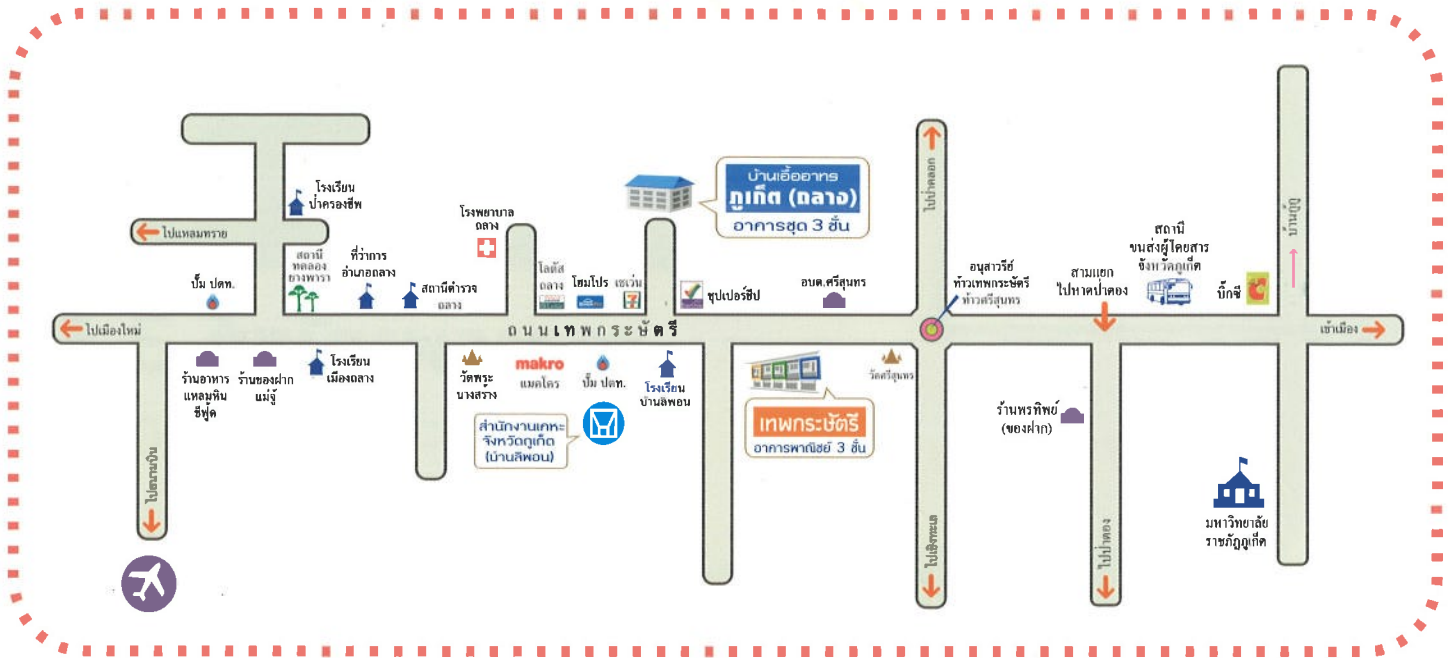 บ้านเอื้ออาทร
ภูเก็ต (ถลาง)
อาคารชุด 3 ชั้น
โรงเรียน
ป่าครองชีพ
ไปแหลมทราย
โรงพยาบาล
ถลาง
ไปป่าคลอก
บ้านกู้กู
สถานี
ทดลอง
ยางพารา
ที่ว่าการ
อำเภอถลาง
สถานีตำรวจ
ถลาง
ปั๊ม ปตท.
โลตัส
ถลาง
โฮมโปร
เซเว่น
7
ซุปเปอร์ชีป
อบต.ศรีสุนทร
อนุสาวรีย์
ท้าวเทพกระษัตรี
ท้าวศรีสุนทร
สามแยก
ไปหาดป่าตอง
สถานี
ขนส่งผู้โดยสาร
จังหวัดภูเก็ต
บิ๊กซี
ไปเมืองใหม่
ถนนเทพกระษัตรี
เข้าเมือง
ร้านอาหาร
แหลมหิน
ซีฟู้ด
ร้านของฝาก
แม่จู้
โรงเรียน
เมืองถลาง
วัดพระ
นางสร้าง
makro
แมคโคร
ปั๊ม ปตท.
โรงเรียน
บ้านลิพอน
วัดศรีสุนทร
สำนักงานเคหะ
จังหวัดภูเก็ต
(บ้านลิพอน)
เทพกระษัตรี
อาคารพาณิชย์ 3 ชั้น
ร้านพรทิพย์
(ของฝาก)
ไปสนามบิน
ไปเชิงทะเล
ไปป่าตอง
มหาวิทยาลัย
ราชภัฏภูเก็ต